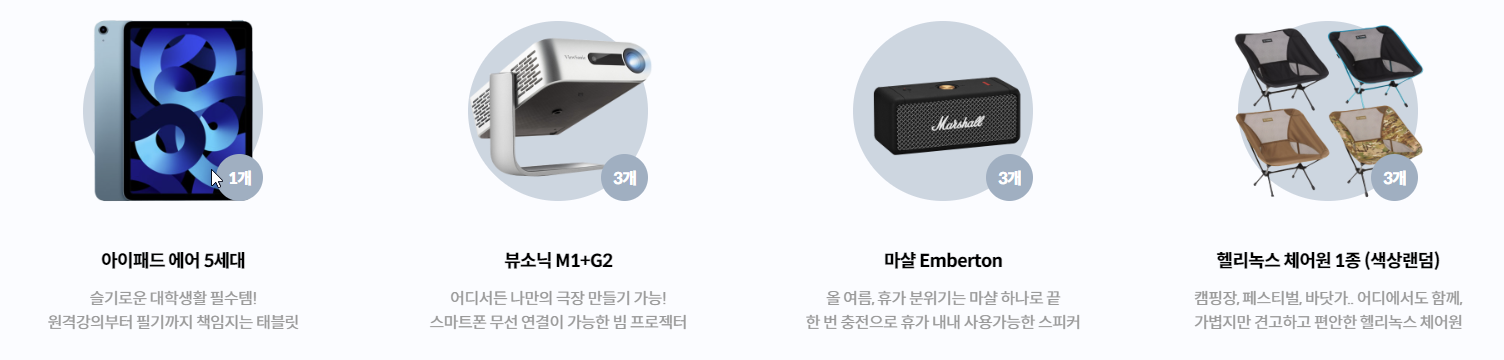 ViewSonic
Marshall
1개
3개
3개
3개
아이패드 에어 5세대
뷰소닉 M1+G2
마샬 Emberton
헬리녹스 체어원 1종 (색상랜덤)
슬기로운 대학생활 필수템!
원격강의부터 필기까지 책임지는 태블릿
어디서든 나만의 극장 만들기 가능!
스마트폰 무선 연결이 가능한 빔 프로젝터
올 여름, 휴가 분위기는 마샬 하나로 끝
한 번 충전으로 휴가 내내 사용가능한 스피커
캠핑장, 페스티벌, 바닷가.. 어디에서도 함께,
가볍지만 견고하고 편안한 헬리녹스 체어원